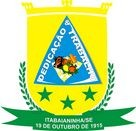 DEDICAÇÃO & TRABALHO
ITABAIANINHA/SE
19 DE OUTUBRO DE 1915